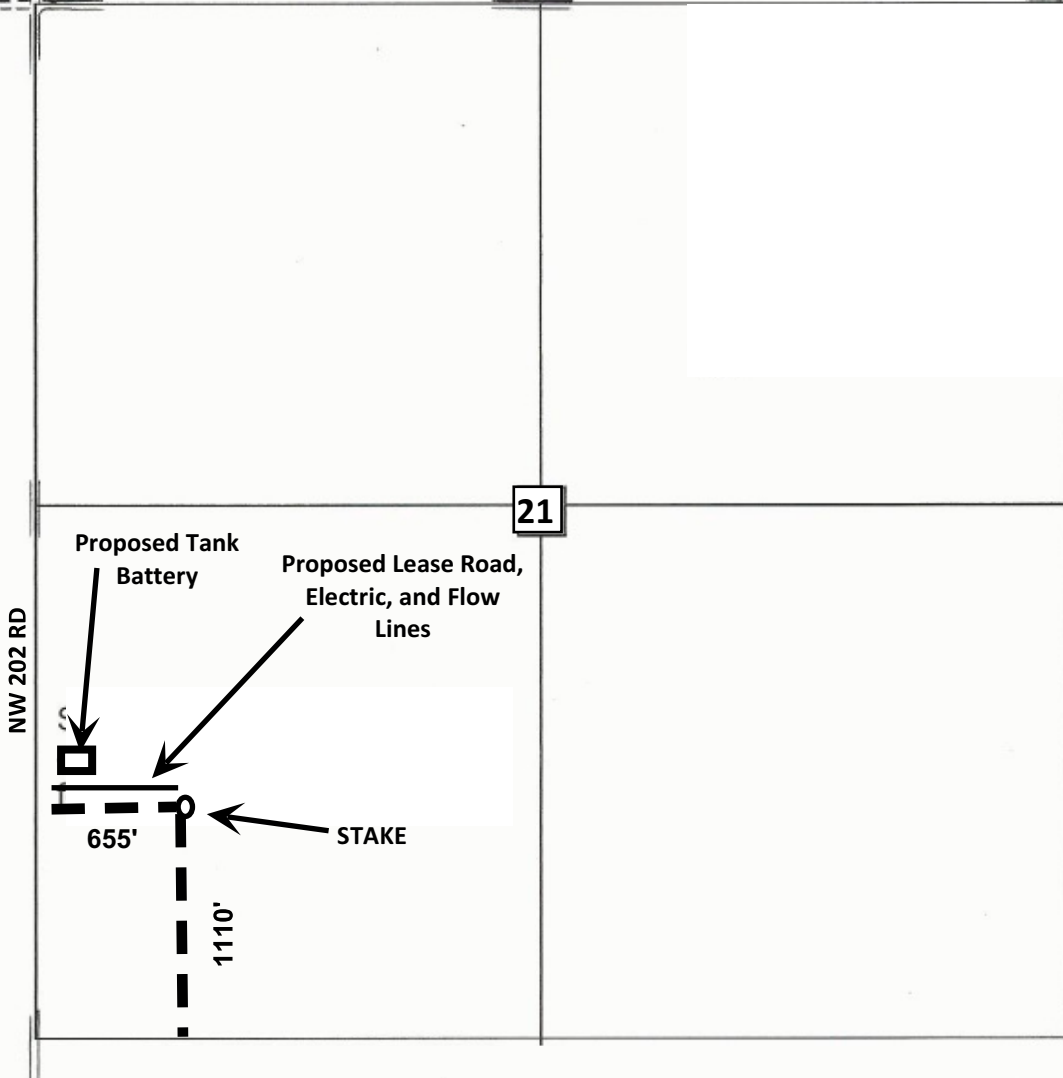 21
Proposed Tank
Battery
Proposed Lease Road,
Electric, and Flow
Lines
NW 202 RD
655'
STAKE
1110'